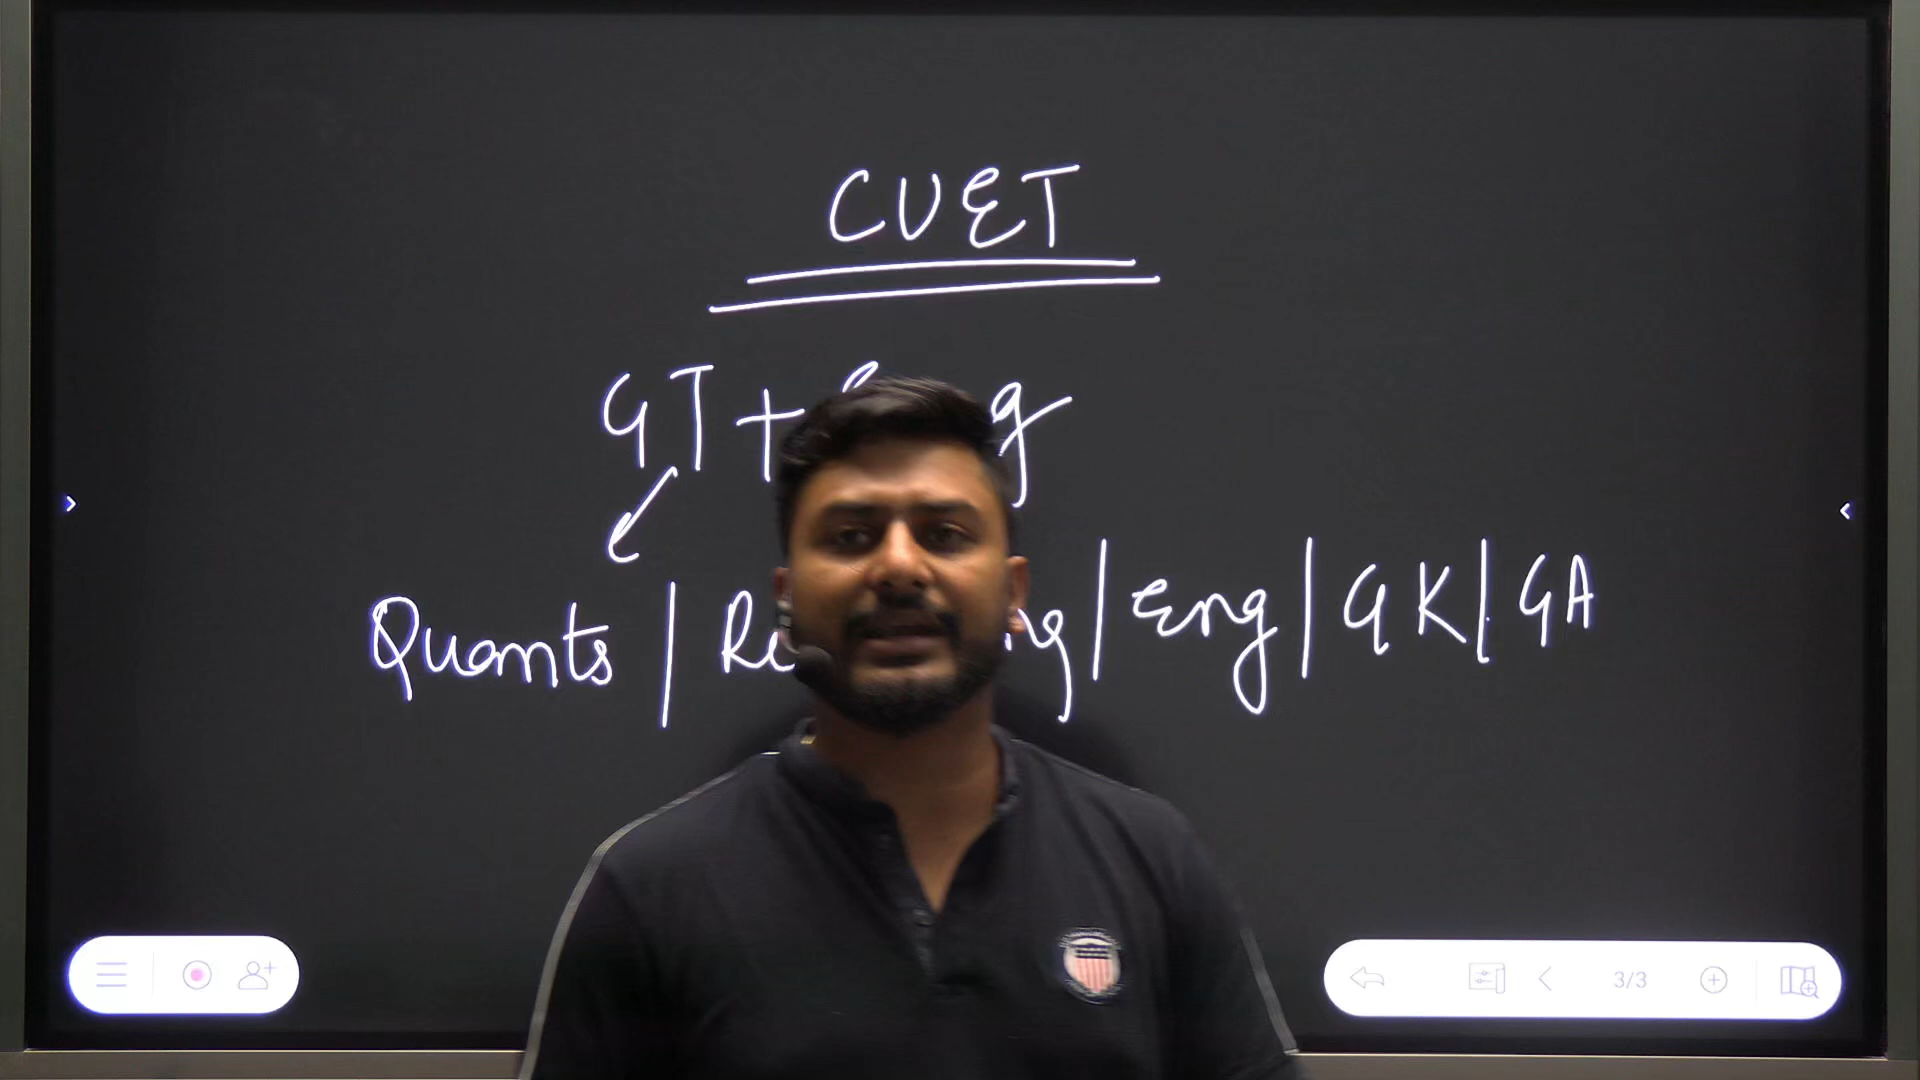 CUET
GT +
Quants / / Eng / GK / GA
3/3